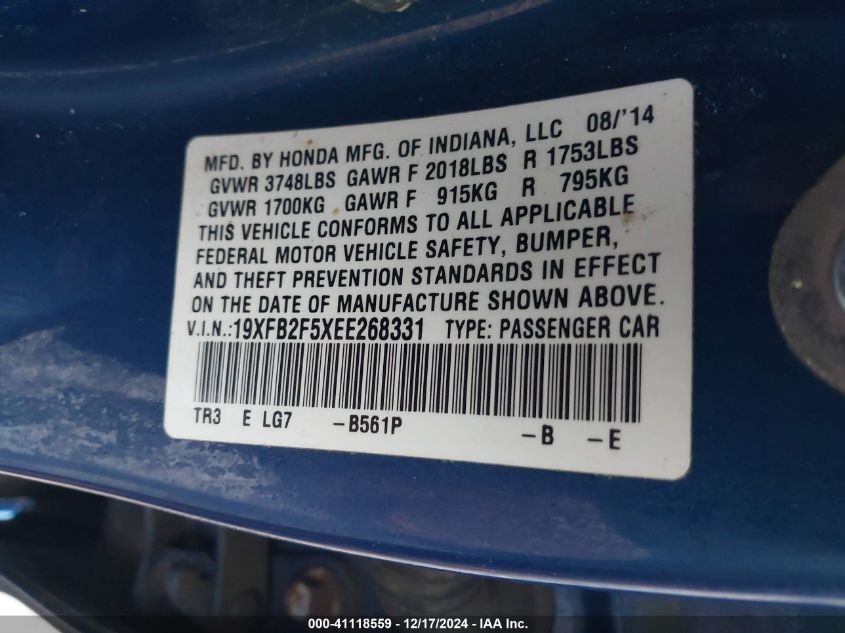 MFD. BY HONDA MFG. OF INDIANA, LLC 08/'14
GVWR 3748LBS GAWR F 2018LBS R 1753LBS
GVWR 1700KG GAWR F 915KG R 795KG
THIS VEHICLE CONFORMS TO ALL APPLICABLE
FEDERAL MOTOR VEHICLE SAFETY, BUMPER,
AND THEFT PREVENTION STANDARDS IN EFFECT
ON THE DATE OF MANUFACTURE SHOWN ABOVE.
V.I.N.:19XFB2F5XEE268331 TYPE: PASSENGER CAR
TR3 E LG7 -B561P -B -E
000-41118559 - 12/17/2024 - IAA Inc.